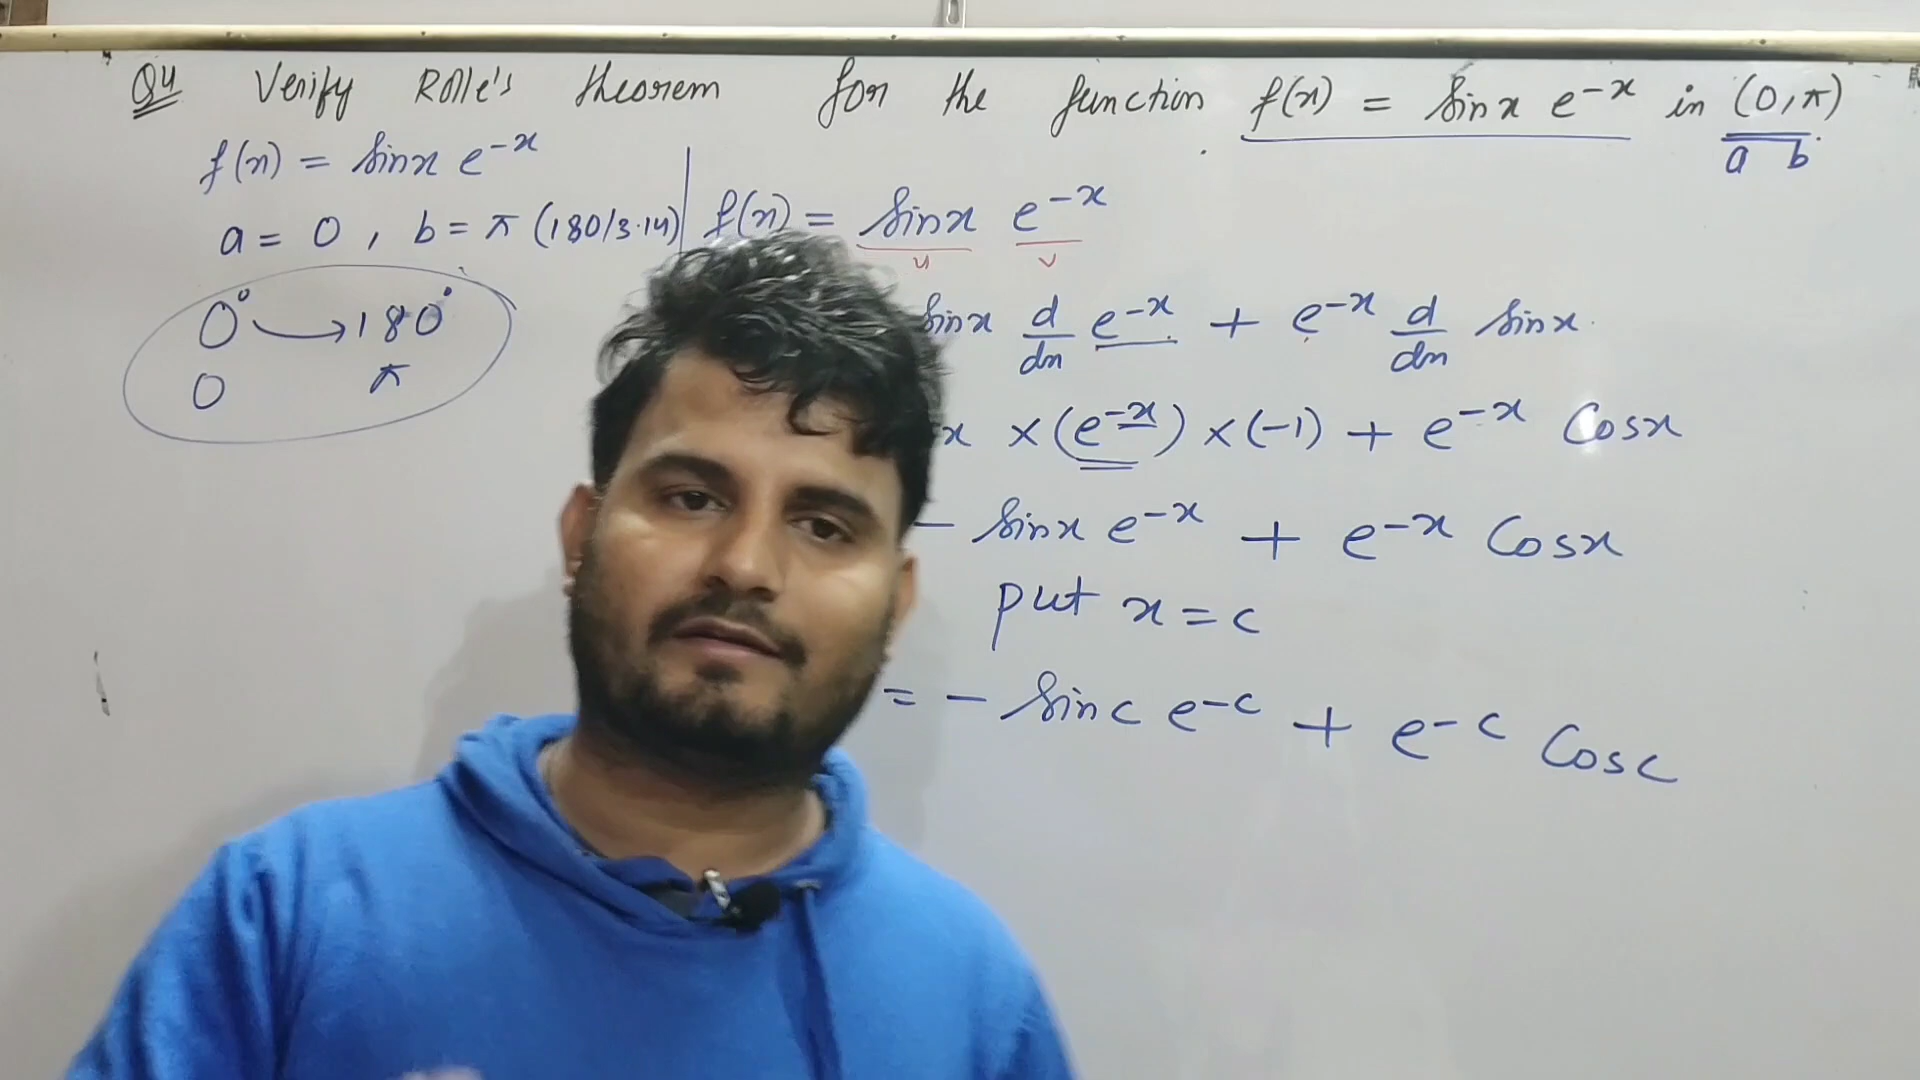 Q4 Verify Rolle's theorem for the function f(x) = sinx e^-x in (0,π)
a b
f(x) = sinx e^-x
a = 0 , b = π (180/3.14)
0° → 180°
0 π
f(x) = sinx e^-x
u v
sinx d/dx e^-x + e^-x d/dx sinx
x × (e^-x) × (-1) + e^-x Cosx
- sinx e^-x + e^-x Cosx
put x = c
= - sinc e^-c + e^-c Cosc